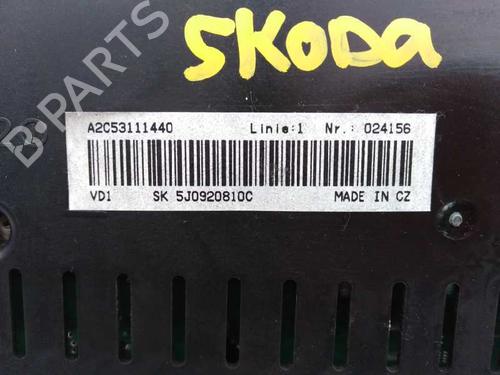 SKODA
B-PARTS
A2C53111440 Linie:1 Nr.: 024156
VD1 SK 5J0920810C MADE IN CZ